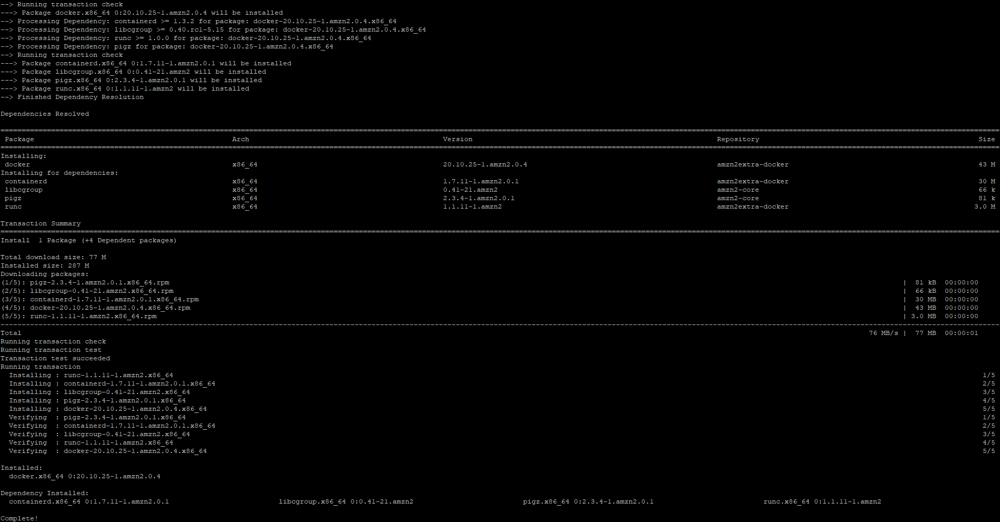 --> Running transaction check
---> Package docker.x86_64 0:20.10.25-1.amzn2.0.4 will be installed
--> Processing Dependency: containerd >= 1.3.2 for package: docker-20.10.25-1.amzn2.0.4.x86_64
--> Processing Dependency: libcgroup >= 0.40.rc1-5.15 for package: docker-20.10.25-1.amzn2.0.4.x86_64
--> Processing Dependency: runc >= 1.0.0 for package: docker-20.10.25-1.amzn2.0.4.x86_64
--> Processing Dependency: pigz for package: docker-20.10.25-1.amzn2.0.4.x86_64
--> Running transaction check
---> Package containerd.x86_64 0:1.7.11-1.amzn2.0.1 will be installed
---> Package libcgroup.x86_64 0:0.41-21.amzn2 will be installed
---> Package pigz.x86_64 0:2.3.4-1.amzn2.0.1 will be installed
---> Package runc.x86_64 0:1.1.11-1.amzn2 will be installed
--> Finished Dependency Resolution

Dependencies Resolved

Package Arch Version Repository Size
Installing:
docker x86_64 20.10.25-1.amzn2.0.4 amzn2extra-docker 43 M
Installing for dependencies:
containerd x86_64 1.7.11-1.amzn2.0.1 amzn2extra-docker 30 M
libcgroup x86_64 0.41-21.amzn2 amzn2-core 66 k
pigz x86_64 2.3.4-1.amzn2.0.1 amzn2-core 81 k
runc x86_64 1.1.11-1.amzn2 amzn2extra-docker 3.0 M

Transaction Summary
Install 1 Package (+4 Dependent packages)

Total download size: 77 M
Installed size: 287 M
Downloading packages:
(1/5): pigz-2.3.4-1.amzn2.0.1.x86_64.rpm | 81 kB 00:00:00
(2/5): libcgroup-0.41-21.amzn2.x86_64.rpm | 66 kB 00:00:00
(3/5): containerd-1.7.11-1.amzn2.0.1.x86_64.rpm | 30 MB 00:00:00
(4/5): docker-20.10.25-1.amzn2.0.4.x86_64.rpm | 43 MB 00:00:00
(5/5): runc-1.1.11-1.amzn2.x86_64.rpm | 3.0 MB 00:00:00
Total 76 MB/s | 77 MB 00:00:01
Running transaction check
Running transaction test
Transaction test succeeded
Running transaction
Installing : runc-1.1.11-1.amzn2.x86_64 1/5
Installing : containerd-1.7.11-1.amzn2.0.1.x86_64 2/5
Installing : libcgroup-0.41-21.amzn2.x86_64 3/5
Installing : pigz-2.3.4-1.amzn2.0.1.x86_64 4/5
Installing : docker-20.10.25-1.amzn2.0.4.x86_64 5/5
Verifying : pigz-2.3.4-1.amzn2.0.1.x86_64 1/5
Verifying : containerd-1.7.11-1.amzn2.0.1.x86_64 2/5
Verifying : libcgroup-0.41-21.amzn2.x86_64 3/5
Verifying : runc-1.1.11-1.amzn2.x86_64 4/5
Verifying : docker-20.10.25-1.amzn2.0.4.x86_64 5/5

Installed:
docker.x86_64 0:20.10.25-1.amzn2.0.4

Dependency Installed:
containerd.x86_64 0:1.7.11-1.amzn2.0.1 libcgroup.x86_64 0:0.41-21.amzn2 pigz.x86_64 0:2.3.4-1.amzn2.0.1 runc.x86_64 0:1.1.11-1.amzn2

Complete!